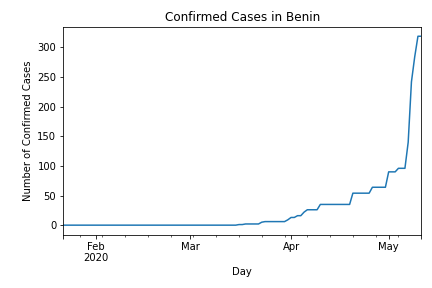 Confirmed Cases in Benin
Number of Confirmed Cases
300
250
200
150
100
50
0
Feb Mar Apr May
2020
Day